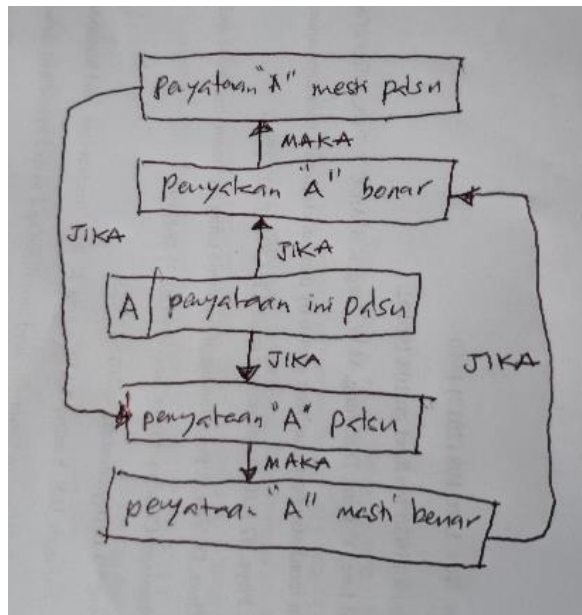 penyataan "A" mesti palsu
MAKA
Penyataan "A" benar
JIKA
JIKA
A penyataan ini palsu
JIKA
JIKA
penyataan "A" palsu
MAKA
penyataan "A" mesti benar